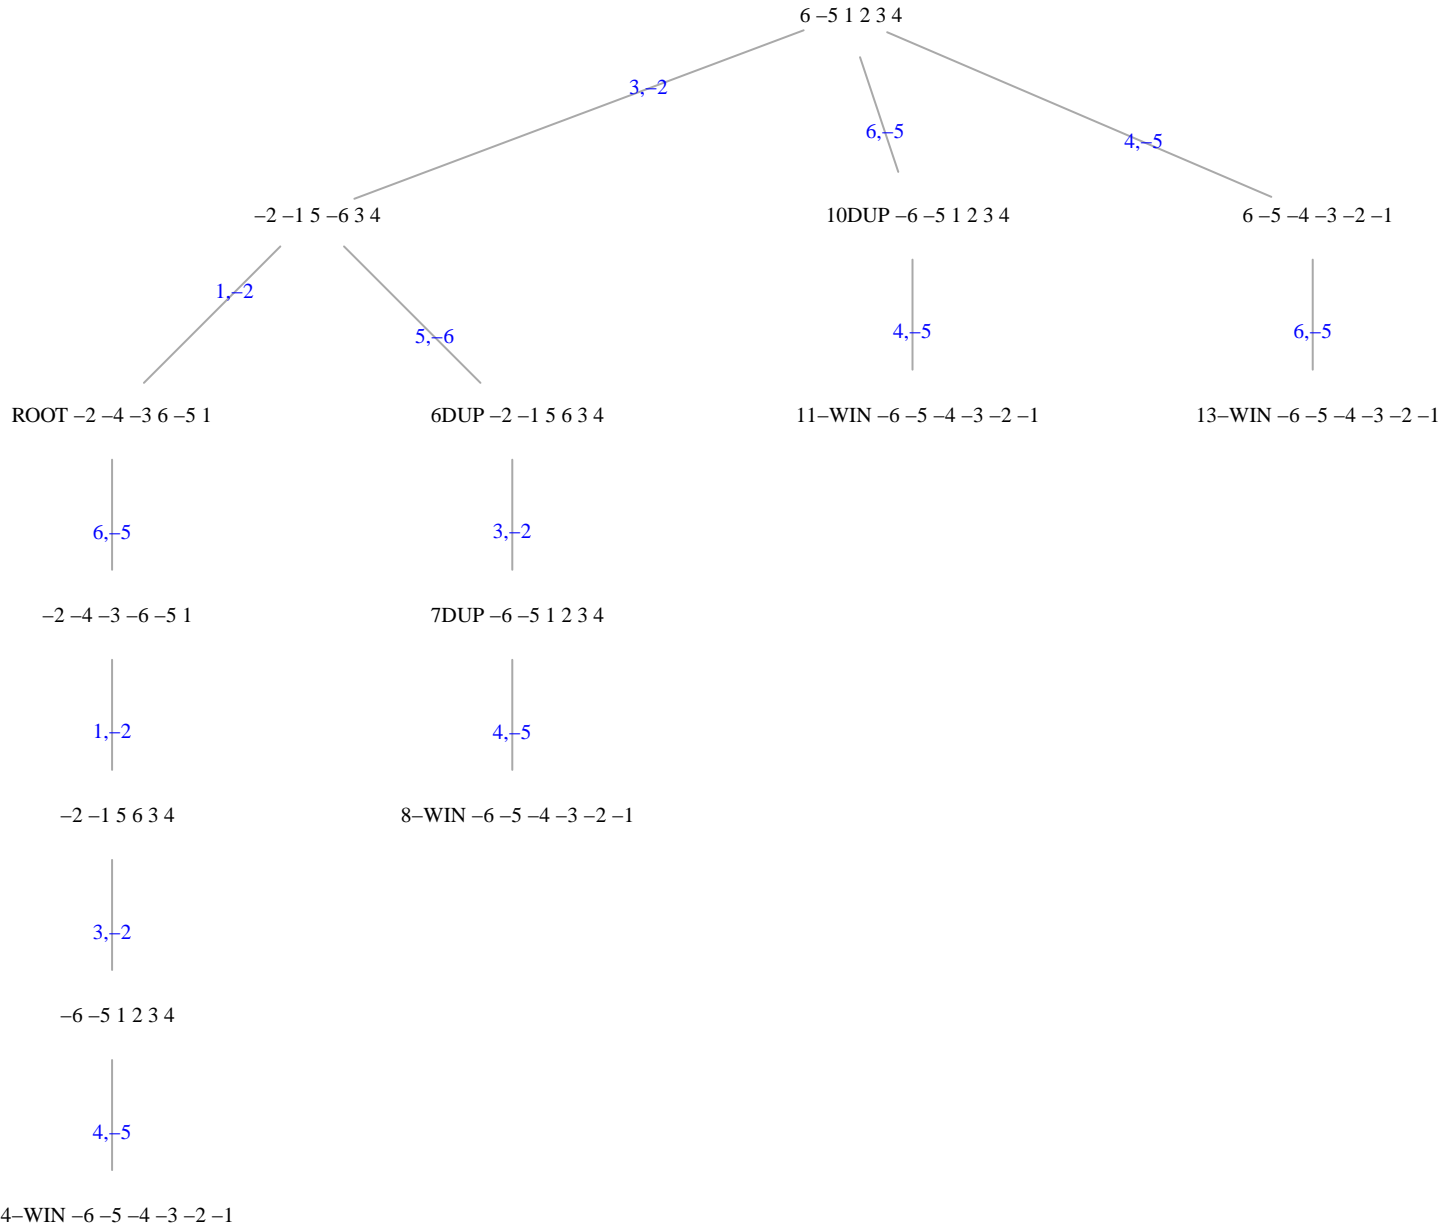 6 –5 1 2 3 4
3,–2
6,–5
4,–5
–2 –1 5 –6 3 4
10DUP –6 –5 1 2 3 4
6 –5 –4 –3 –2 –1
1,–2
5,–6
4,–5
6,–5
ROOT –2 –4 –3 6 –5 1
6DUP –2 –1 5 6 3 4
11–WIN –6 –5 –4 –3 –2 –1
13–WIN –6 –5 –4 –3 –2 –1
6,–5
3,–2
–2 –4 –3 –6 –5 1
7DUP –6 –5 1 2 3 4
1,–2
4,–5
–2 –1 5 6 3 4
8–WIN –6 –5 –4 –3 –2 –1
3,–2
–6 –5 1 2 3 4
4,–5
4–WIN –6 –5 –4 –3 –2 –1